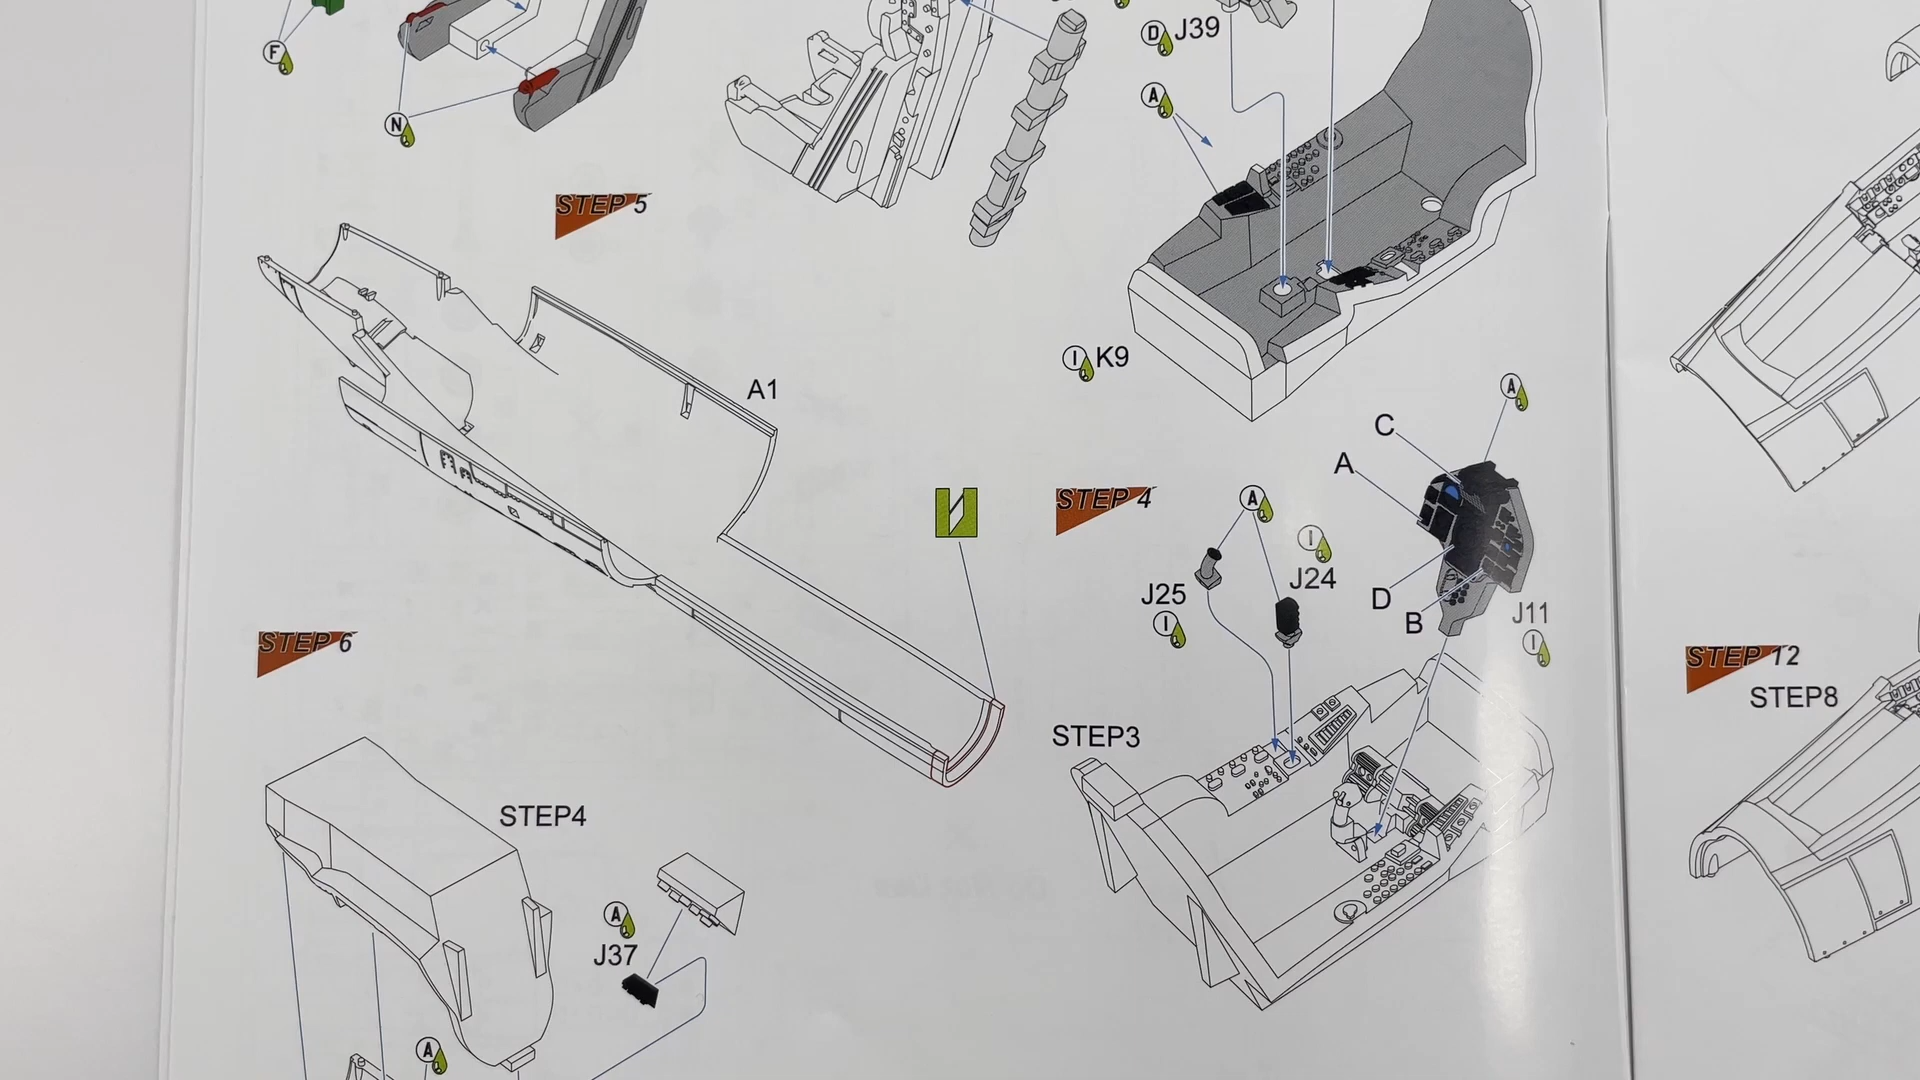 F
N
D J39
A
STEP 5
A1
I K9
A
C
A
STEP 4
A
I
J24
J25
I
D
B
J11
I
STEP 6
STEP3
STEP 12
STEP8
STEP4
A
J37
A